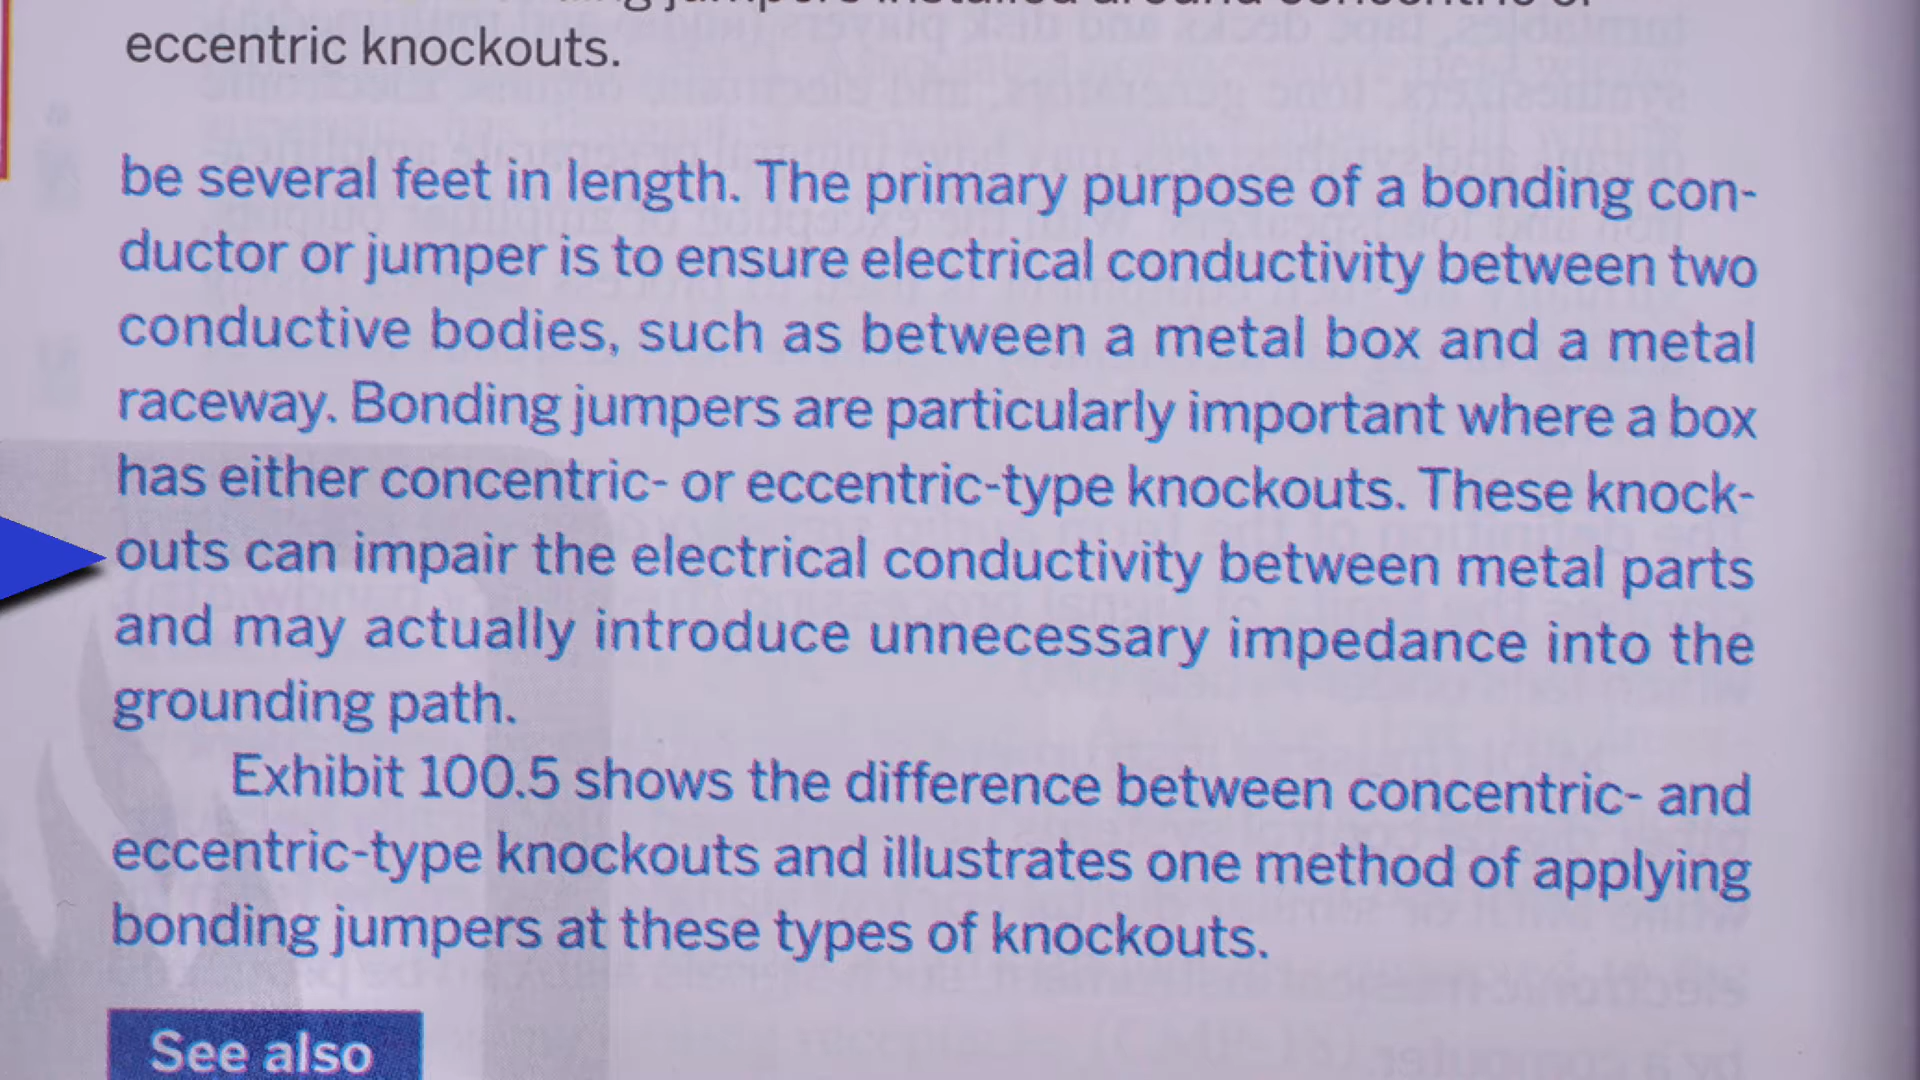 jumpers installed around concentric or
eccentric knockouts.
be several feet in length. The primary purpose of a bonding con-
ductor or jumper is to ensure electrical conductivity between two
conductive bodies, such as between a metal box and a metal
raceway. Bonding jumpers are particularly important where a box
has either concentric- or eccentric-type knockouts. These knock-
outs can impair the electrical conductivity between metal parts
and may actually introduce unnecessary impedance into the
grounding path.
Exhibit 100.5 shows the difference between concentric- and
eccentric-type knockouts and illustrates one method of applying
bonding jumpers at these types of knockouts.
See also